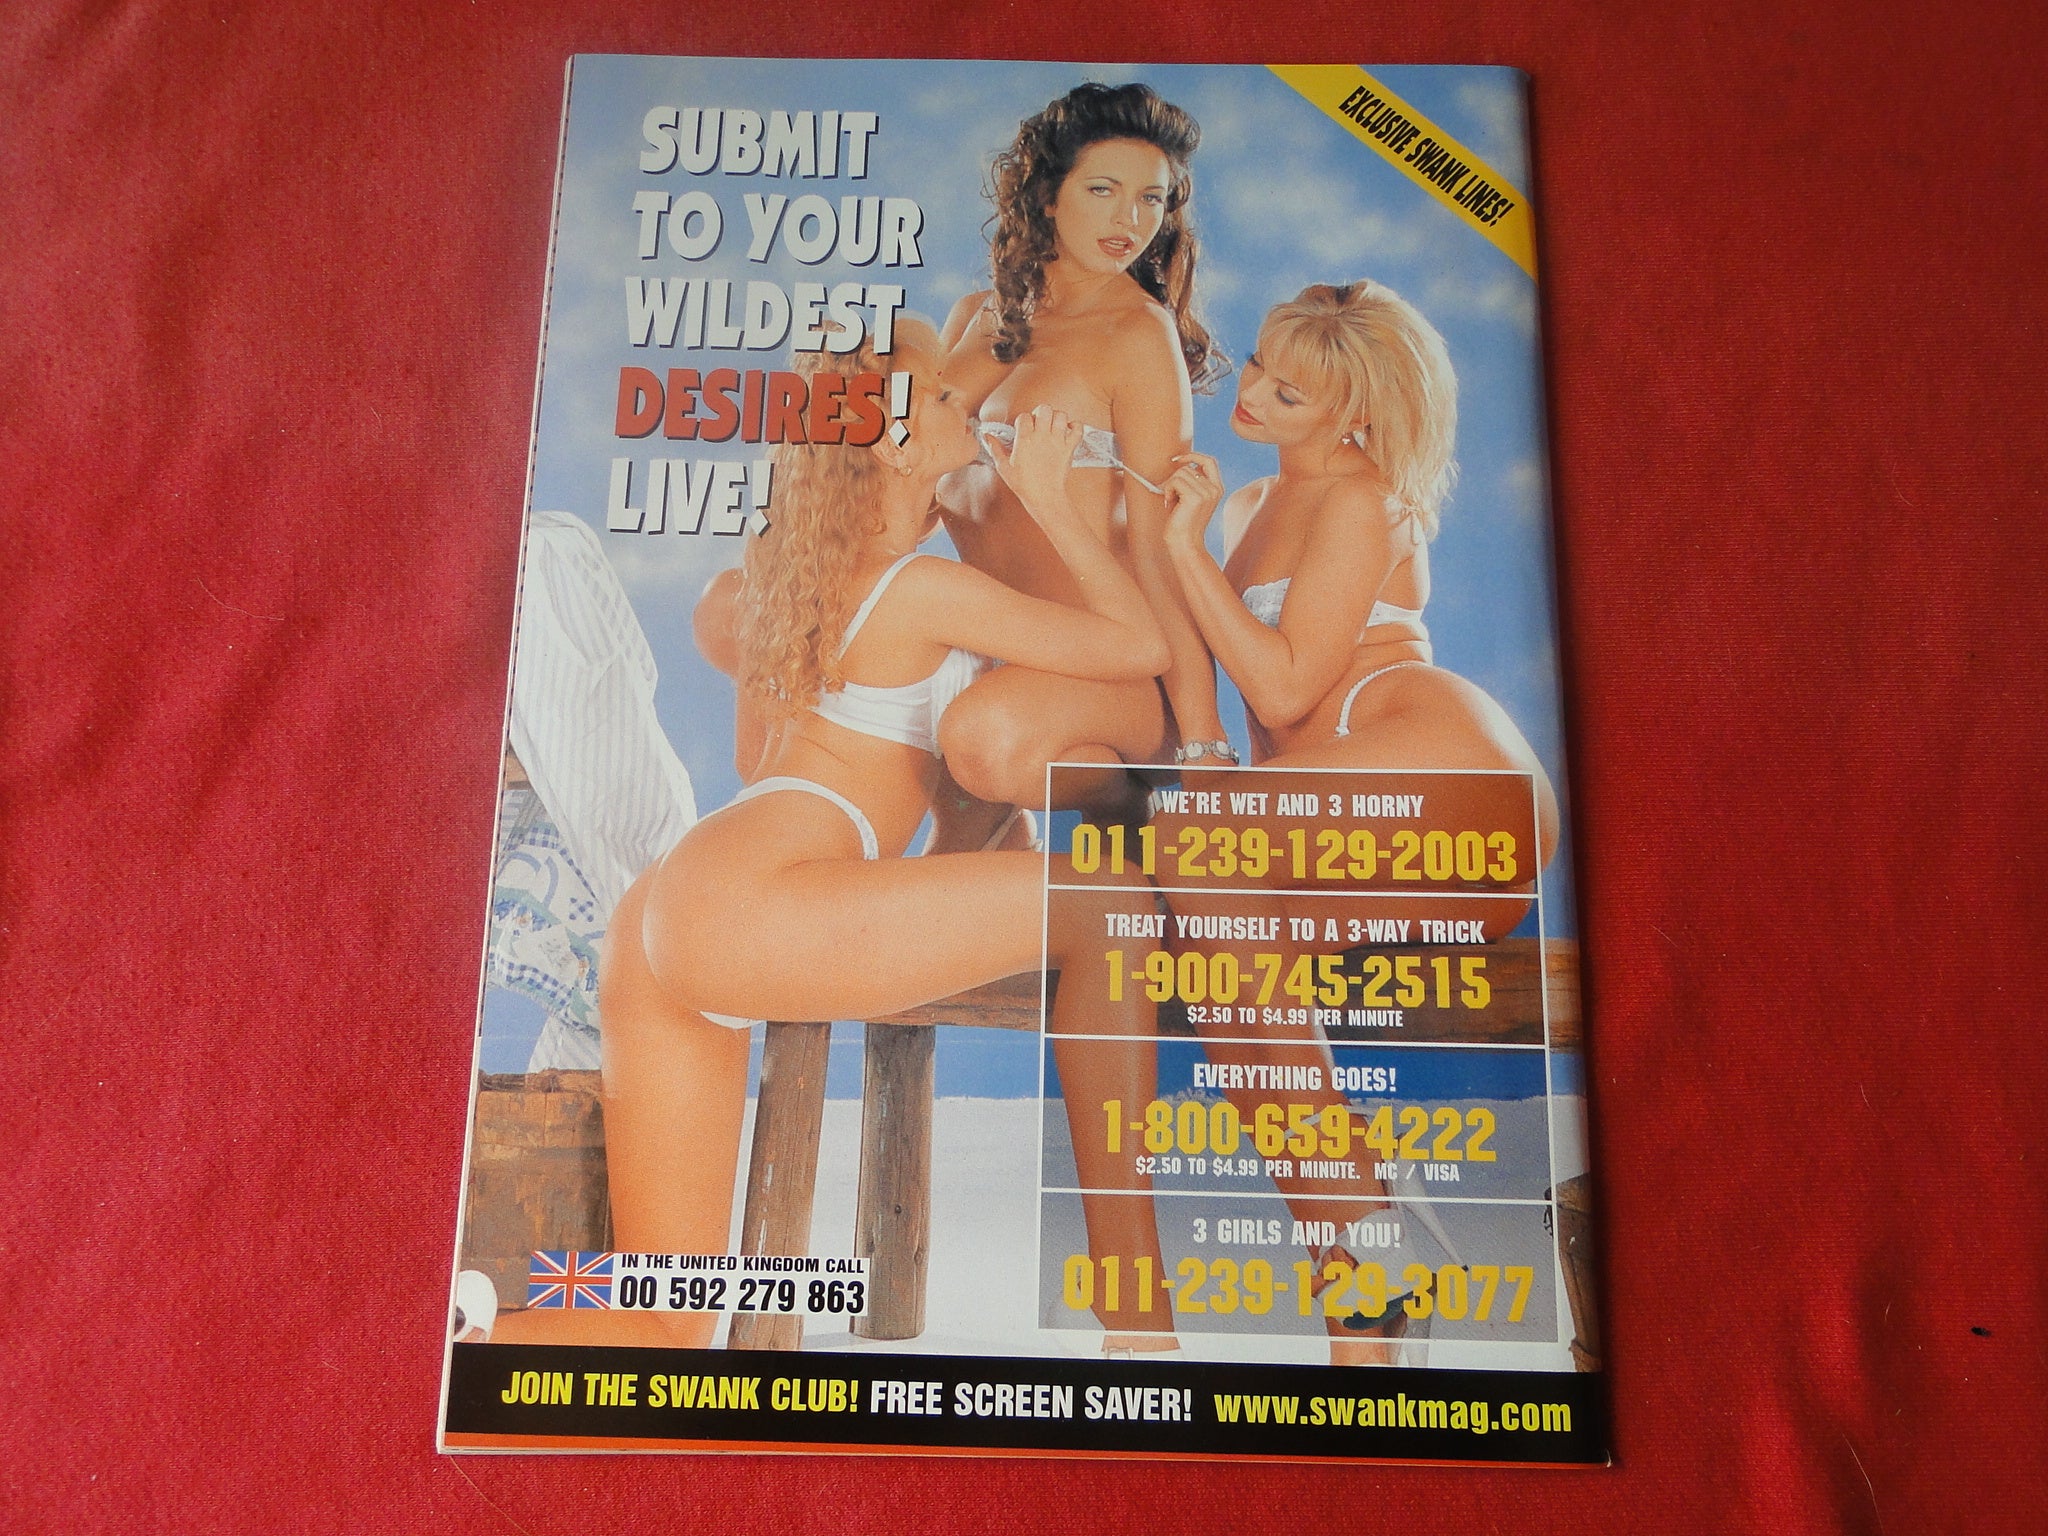 SUBMIT
TO YOUR
WILDEST
DESIRES!
LIVE!
EXCLUSIVE SWANK LINES!
WE'RE WET AND 3 HORNY
011-239-129-2003
TREAT YOURSELF TO A 3-WAY TRICK
1-900-745-2515
$2.50 TO $4.99 PER MINUTE
EVERYTHING GOES!
1-800-659-4222
$2.50 TO $4.99 PER MINUTE. MC / VISA
3 GIRLS AND YOU!
011-239-129-3077
IN THE UNITED KINGDOM CALL
00 592 279 863
JOIN THE SWANK CLUB! FREE SCREEN SAVER! www.swankmag.com